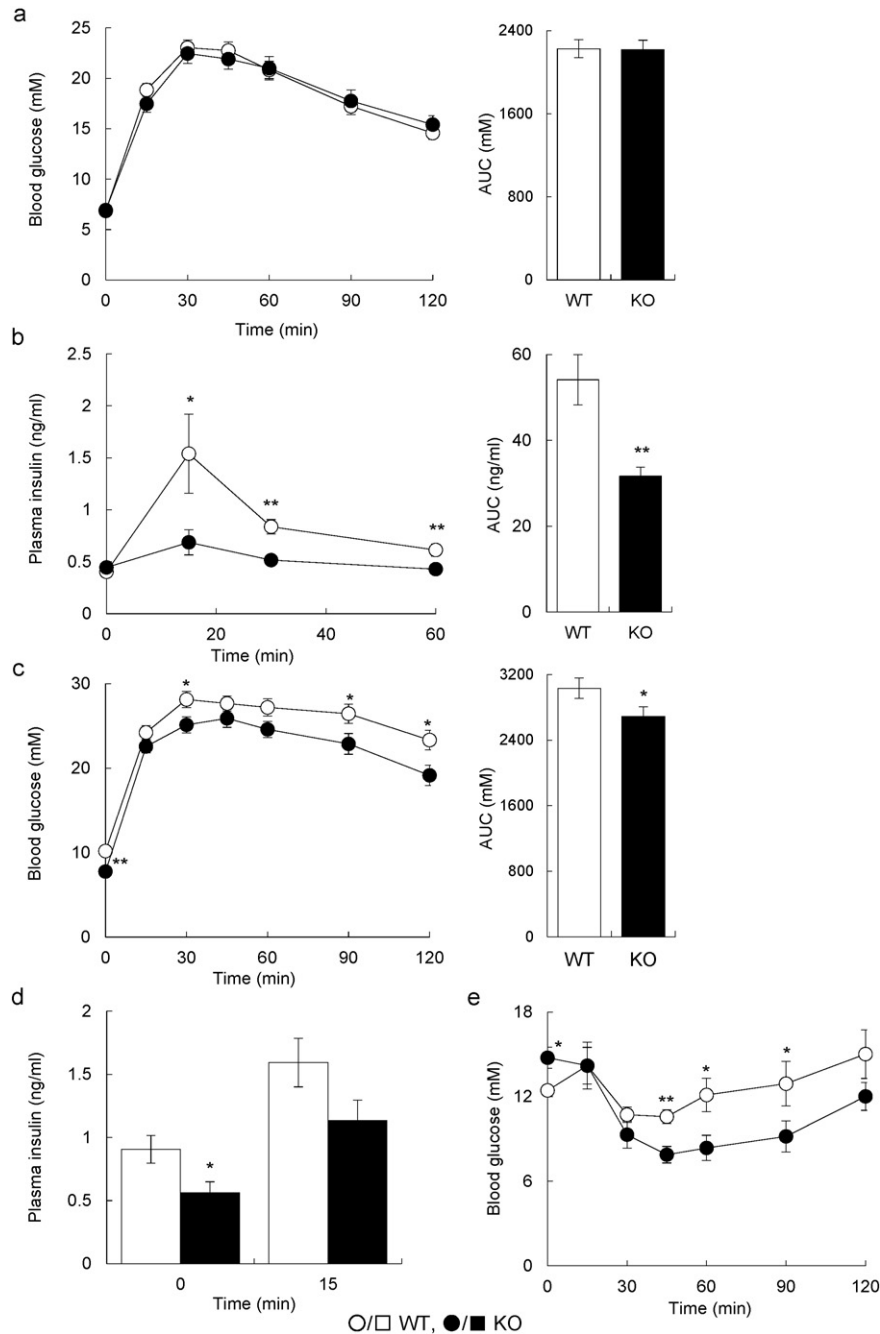 a
Blood glucose (mM)
25
20
15
10
5
0
0 30 60 90 120
Time (min)
AUC (mM)
2400
1600
800
0
WT KO
b
Plasma insulin (ng/ml)
2.5
2
1.5
1
0.5
0
*
**
**
0 20 40 60
Time (min)
AUC (ng/ml)
60
40
20
0
**
WT KO
c
Blood glucose (mM)
30
20
10
0
*
*
*
**
0 30 60 90 120
Time (min)
AUC (mM)
3200
2400
1600
800
0
*
WT KO
d
Plasma insulin (ng/ml)
2
1.5
1
0.5
0
*
0 15
Time (min)
e
Blood glucose (mM)
18
12
6
0
*
**
*
*
0 30 60 90 120
Time (min)
WT, KO